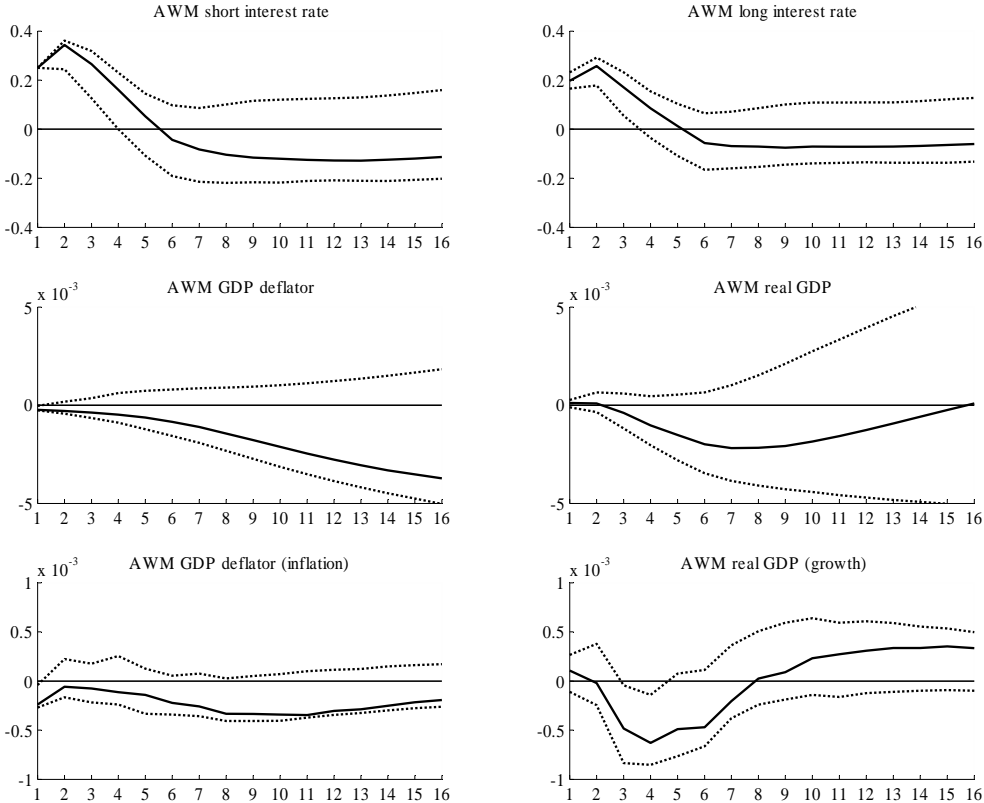 AWM short interest rate
0.4
0.2
0
-0.2
-0.4
1 2 3 4 5 6 7 8 9 10 11 12 13 14 15 16
AWM long interest rate
0.4
0.2
0
-0.2
-0.4
1 2 3 4 5 6 7 8 9 10 11 12 13 14 15 16
x 10-3
AWM GDP deflator
5
0
-5
1 2 3 4 5 6 7 8 9 10 11 12 13 14 15 16
x 10-3
AWM real GDP
5
0
-5
1 2 3 4 5 6 7 8 9 10 11 12 13 14 15 16
x 10-3
AWM GDP deflator (inflation)
1
0.5
0
-0.5
-1
1 2 3 4 5 6 7 8 9 10 11 12 13 14 15 16
x 10-3
AWM real GDP (growth)
1
0.5
0
-0.5
-1
1 2 3 4 5 6 7 8 9 10 11 12 13 14 15 16